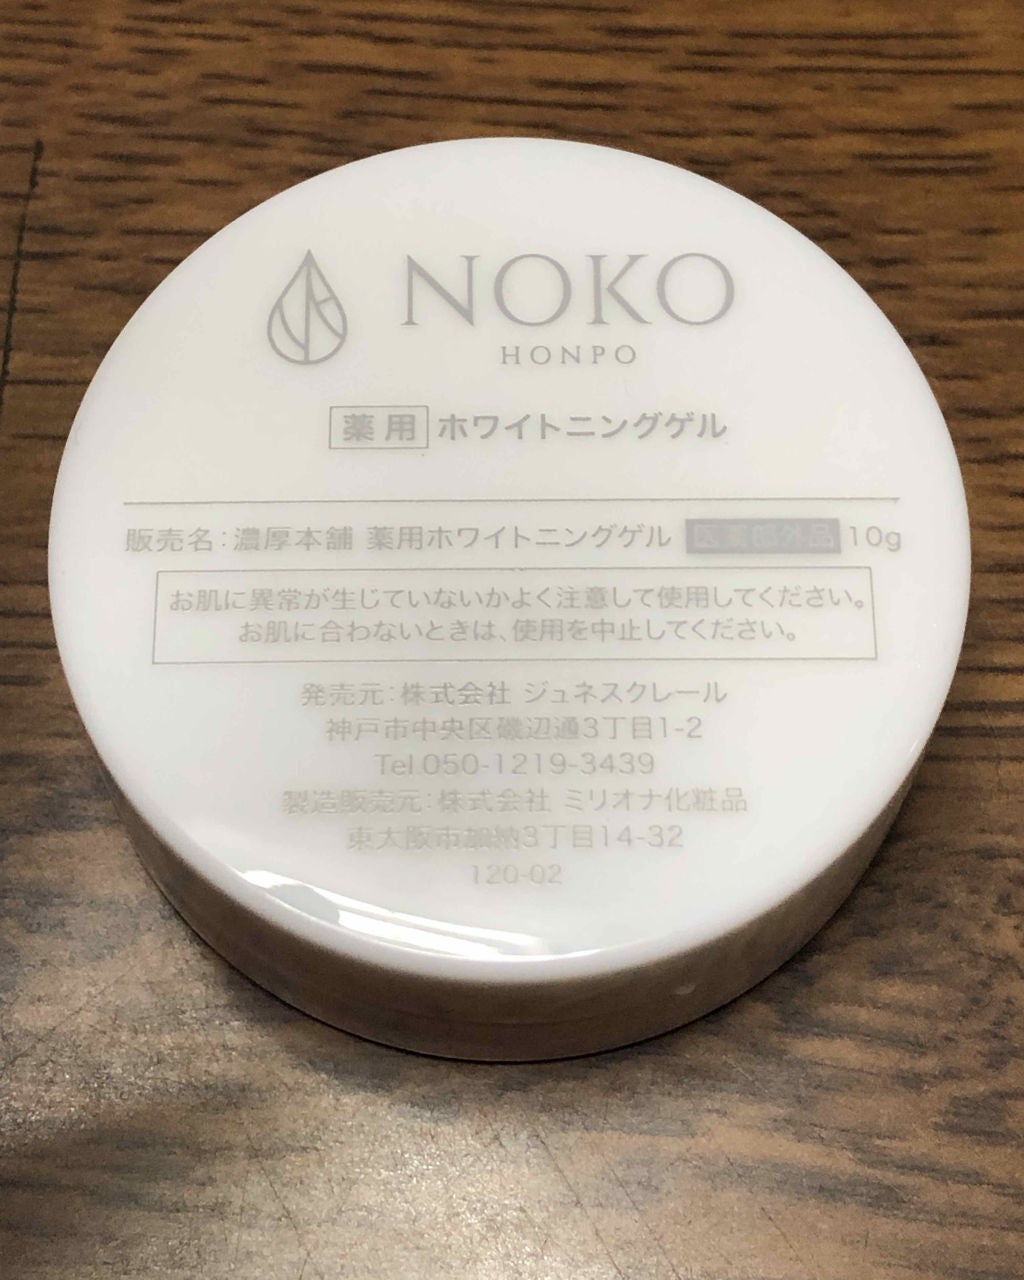 NOKO
HONPO
薬用 ホワイトニングゲル
販売名:濃厚本舗 薬用ホワイトニングゲル 医薬部外品 10g
お肌に異常が生じていないかよく注意して使用してください。
お肌に合わないときは、使用を中止してください。
発売元:株式会社 ジュネスクレール
神戸市中央区磯辺通3丁目1-2
Tel.050-1219-3439
製造販売元:株式会社 ミリオナ化粧品
東大阪市加納3丁目14-32
120-02